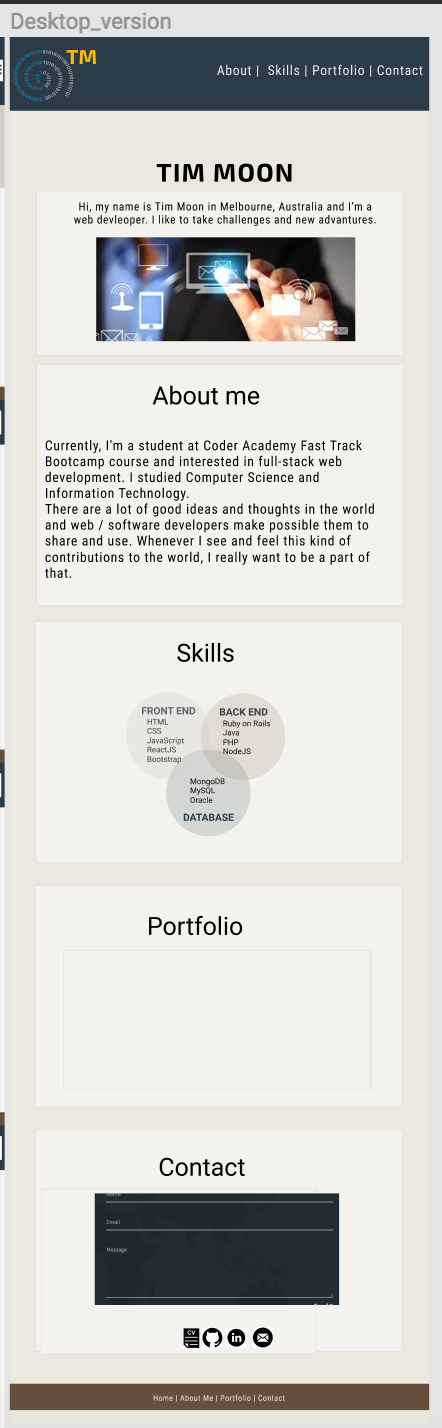 Desktop_version
TM
About | Skills | Portfolio | Contact
TIM MOON
Hi, my name is Tim Moon in Melbourne, Australia and I'm a
web devleoper. I like to take challenges and new advantures.
About me
Currently, I'm a student at Coder Academy Fast Track
Bootcamp course and interested in full-stack web
development. I studied Computer Science and
Information Technology.
There are a lot of good ideas and thoughts in the world
and web / software developers make possible them to
share and use. Whenever I see and feel this kind of
contributions to the world, I really want to be a part of
that.
Skills
FRONT END
HTML
CSS
JavaScript
ReactJS
Bootstrap
BACK END
Ruby on Rails
Java
PHP
NodeJS
MongoDB
MySQL
Oracle
DATABASE
Portfolio
Contact
Name
Email
Message
CV
in
Home | About Me | Portfolio | Contact